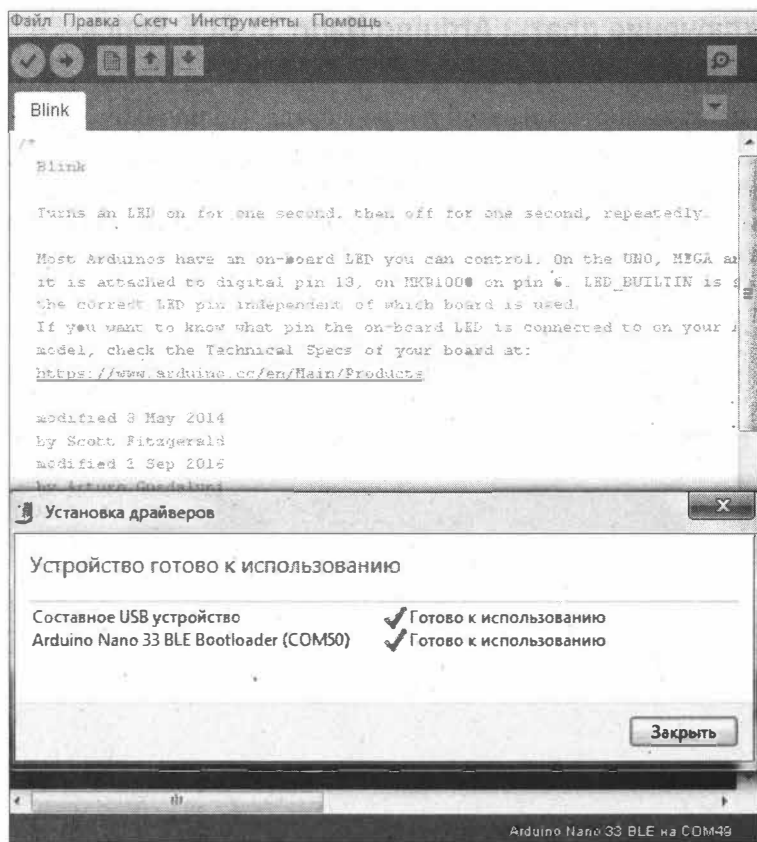 Файл Правка Скетч Инструменты Помощь
Blink
/*
Blink
Turns an LED on for one second, then off for one second, repeatedly.
Most Arduinos have an on-board LED you can control. On the UNO, MEGA
it is attached to digital pin 13, on MKR1000 on pin 6. LED_BUILTIN is
the correct LED pin independent of which board is used.
If you want to know what pin the on-board LED is connected to on your
model, check the Technical Specs of your board at:
https://www.arduino.cc/en/Main/Products
modified 8 May 2014
by Scott Fitzgerald
modified 2 Sep 2016
by Arturo Guadalupi
Установка драйверов
Устройство готово к использованию
Составное USB устройство Готово к использованию
Arduino Nano 33 BLE Bootloader (COM50) Готово к использованию
Закрыть
Arduino Nano 33 BLE на COM49